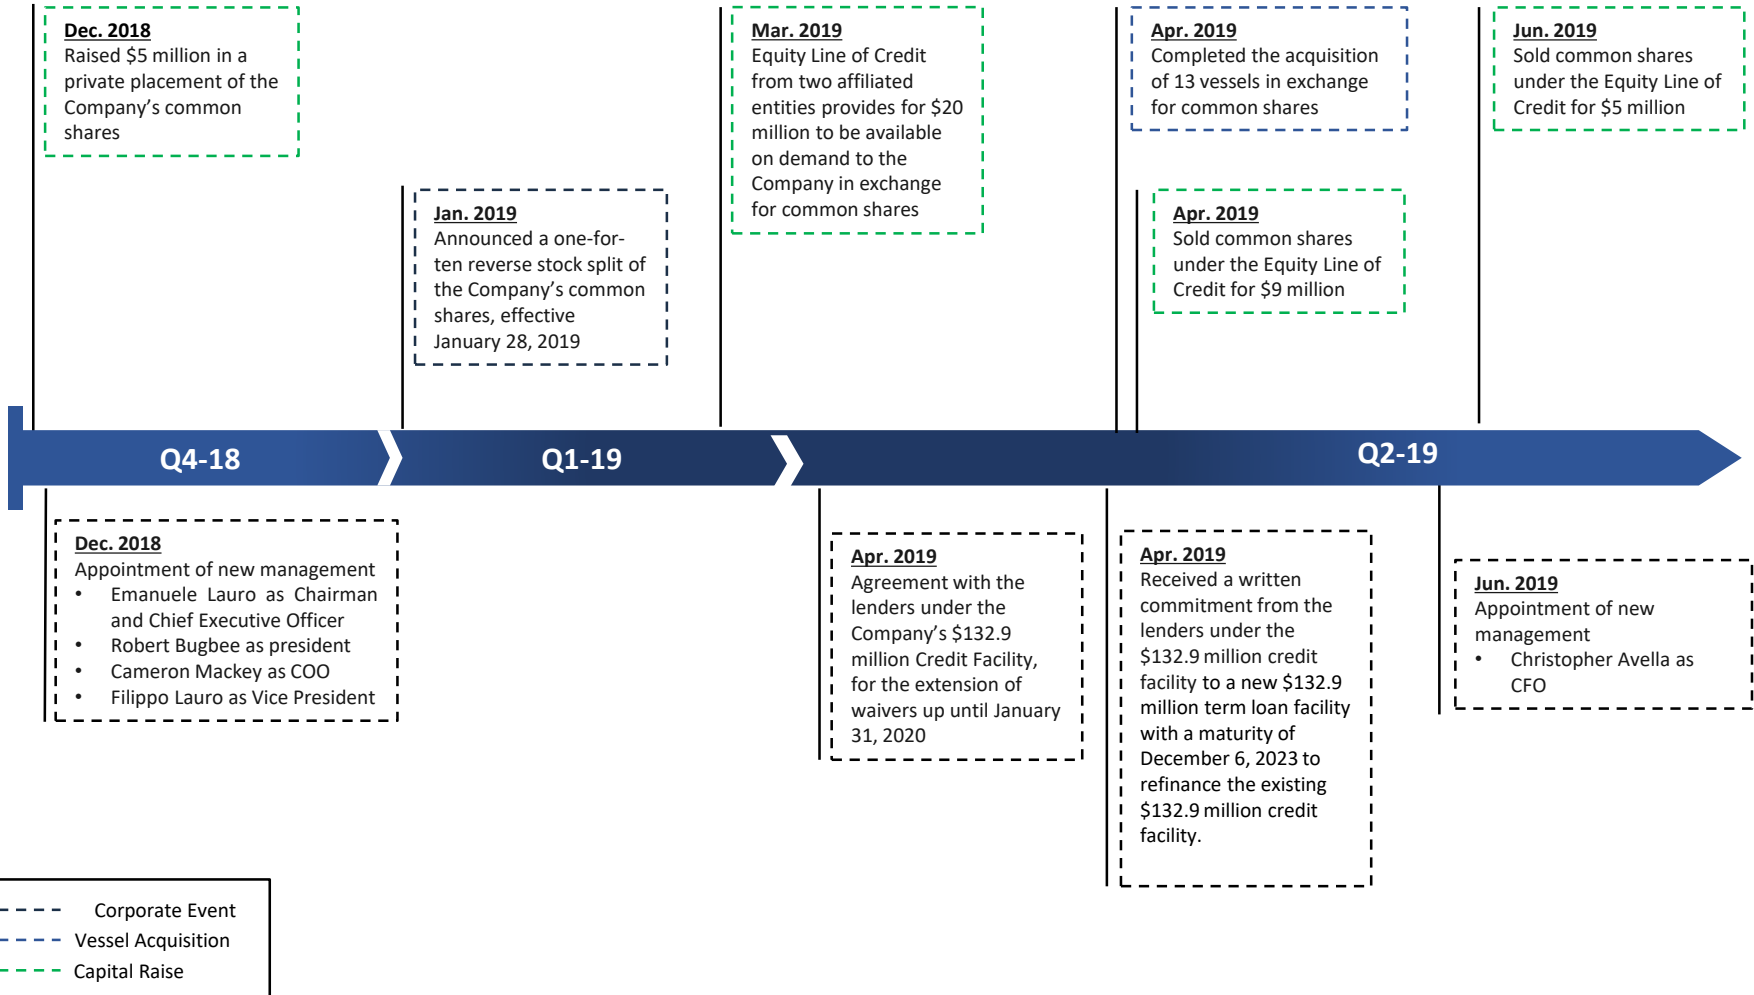 Dec. 2018
Raised $5 million in a
private placement of the
Company’s common
shares
Jan. 2019
Announced a one-for-
ten reverse stock split of
the Company’s common
shares, effective
January 28, 2019
Mar. 2019
Equity Line of Credit
from two affiliated
entities provides for $20
million to be available
on demand to the
Company in exchange
for common shares
Apr. 2019
Completed the acquisition
of 13 vessels in exchange
for common shares
Apr. 2019
Sold common shares
under the Equity Line of
Credit for $9 million
Jun. 2019
Sold common shares
under the Equity Line of
Credit for $5 million
Q4-18
Q1-19
Q2-19
Dec. 2018
Appointment of new management
• Emanuele Lauro as Chairman
and Chief Executive Officer
• Robert Bugbee as president
• Cameron Mackey as COO
• Filippo Lauro as Vice President
Apr. 2019
Agreement with the
lenders under the
Company’s $132.9
million Credit Facility,
for the extension of
waivers up until January
31, 2020
Apr. 2019
Received a written
commitment from the
lenders under the
$132.9 million credit
facility to a new $132.9
million term loan facility
with a maturity of
December 6, 2023 to
refinance the existing
$132.9 million credit
facility.
Jun. 2019
Appointment of new
management
• Christopher Avella as
CFO
Corporate Event
Vessel Acquisition
Capital Raise